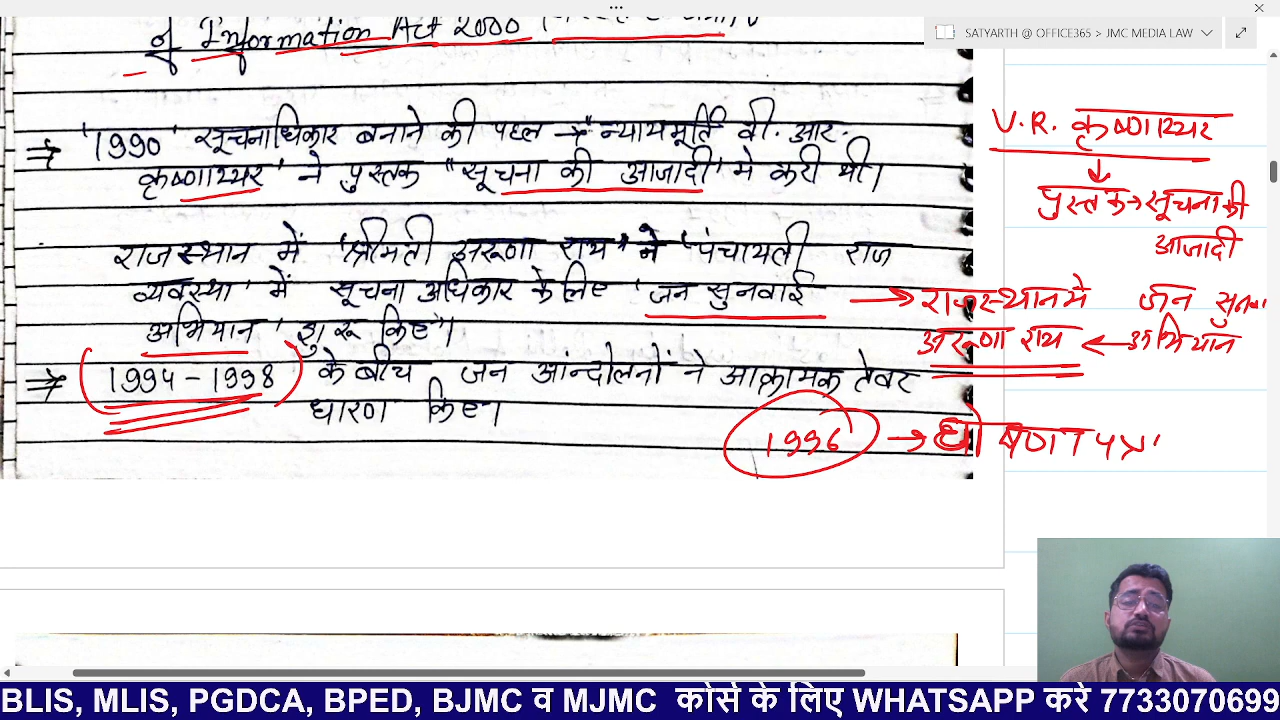 of Information Act 2000
SATYARTH @ OFFICE365 > JMC MEDIA LAW
⇒ '1990' सूचनाधिकार बनाने की पहल → न्यायमूर्ति वी. आर.
कृष्णाय्यर' ने पुस्तक "सूचना की आजादी" मे करी थी।
राजस्थान में 'श्रीमती अरूणा राय' ने 'पंचायती राज
व्यवस्था' में सूचना अधिकार के लिए 'जन सुनवाई
अभियान' शुरू किए।
⇒ 1994-1998 के बीच जन आंन्दोलनों ने आक्रामक तेवर
धारण किए।
V.R. कृष्णाय्यर
↓
पुस्तक→सूचना की
आजादी
→ राजस्थान मे जन
अरूणा राय ← अभियान
1996 → घोषणा पत्र
BLIS, MLIS, PGDCA, BPED, BJMC व MJMC कोर्स के लिए WHATSAPP करे 7733070699